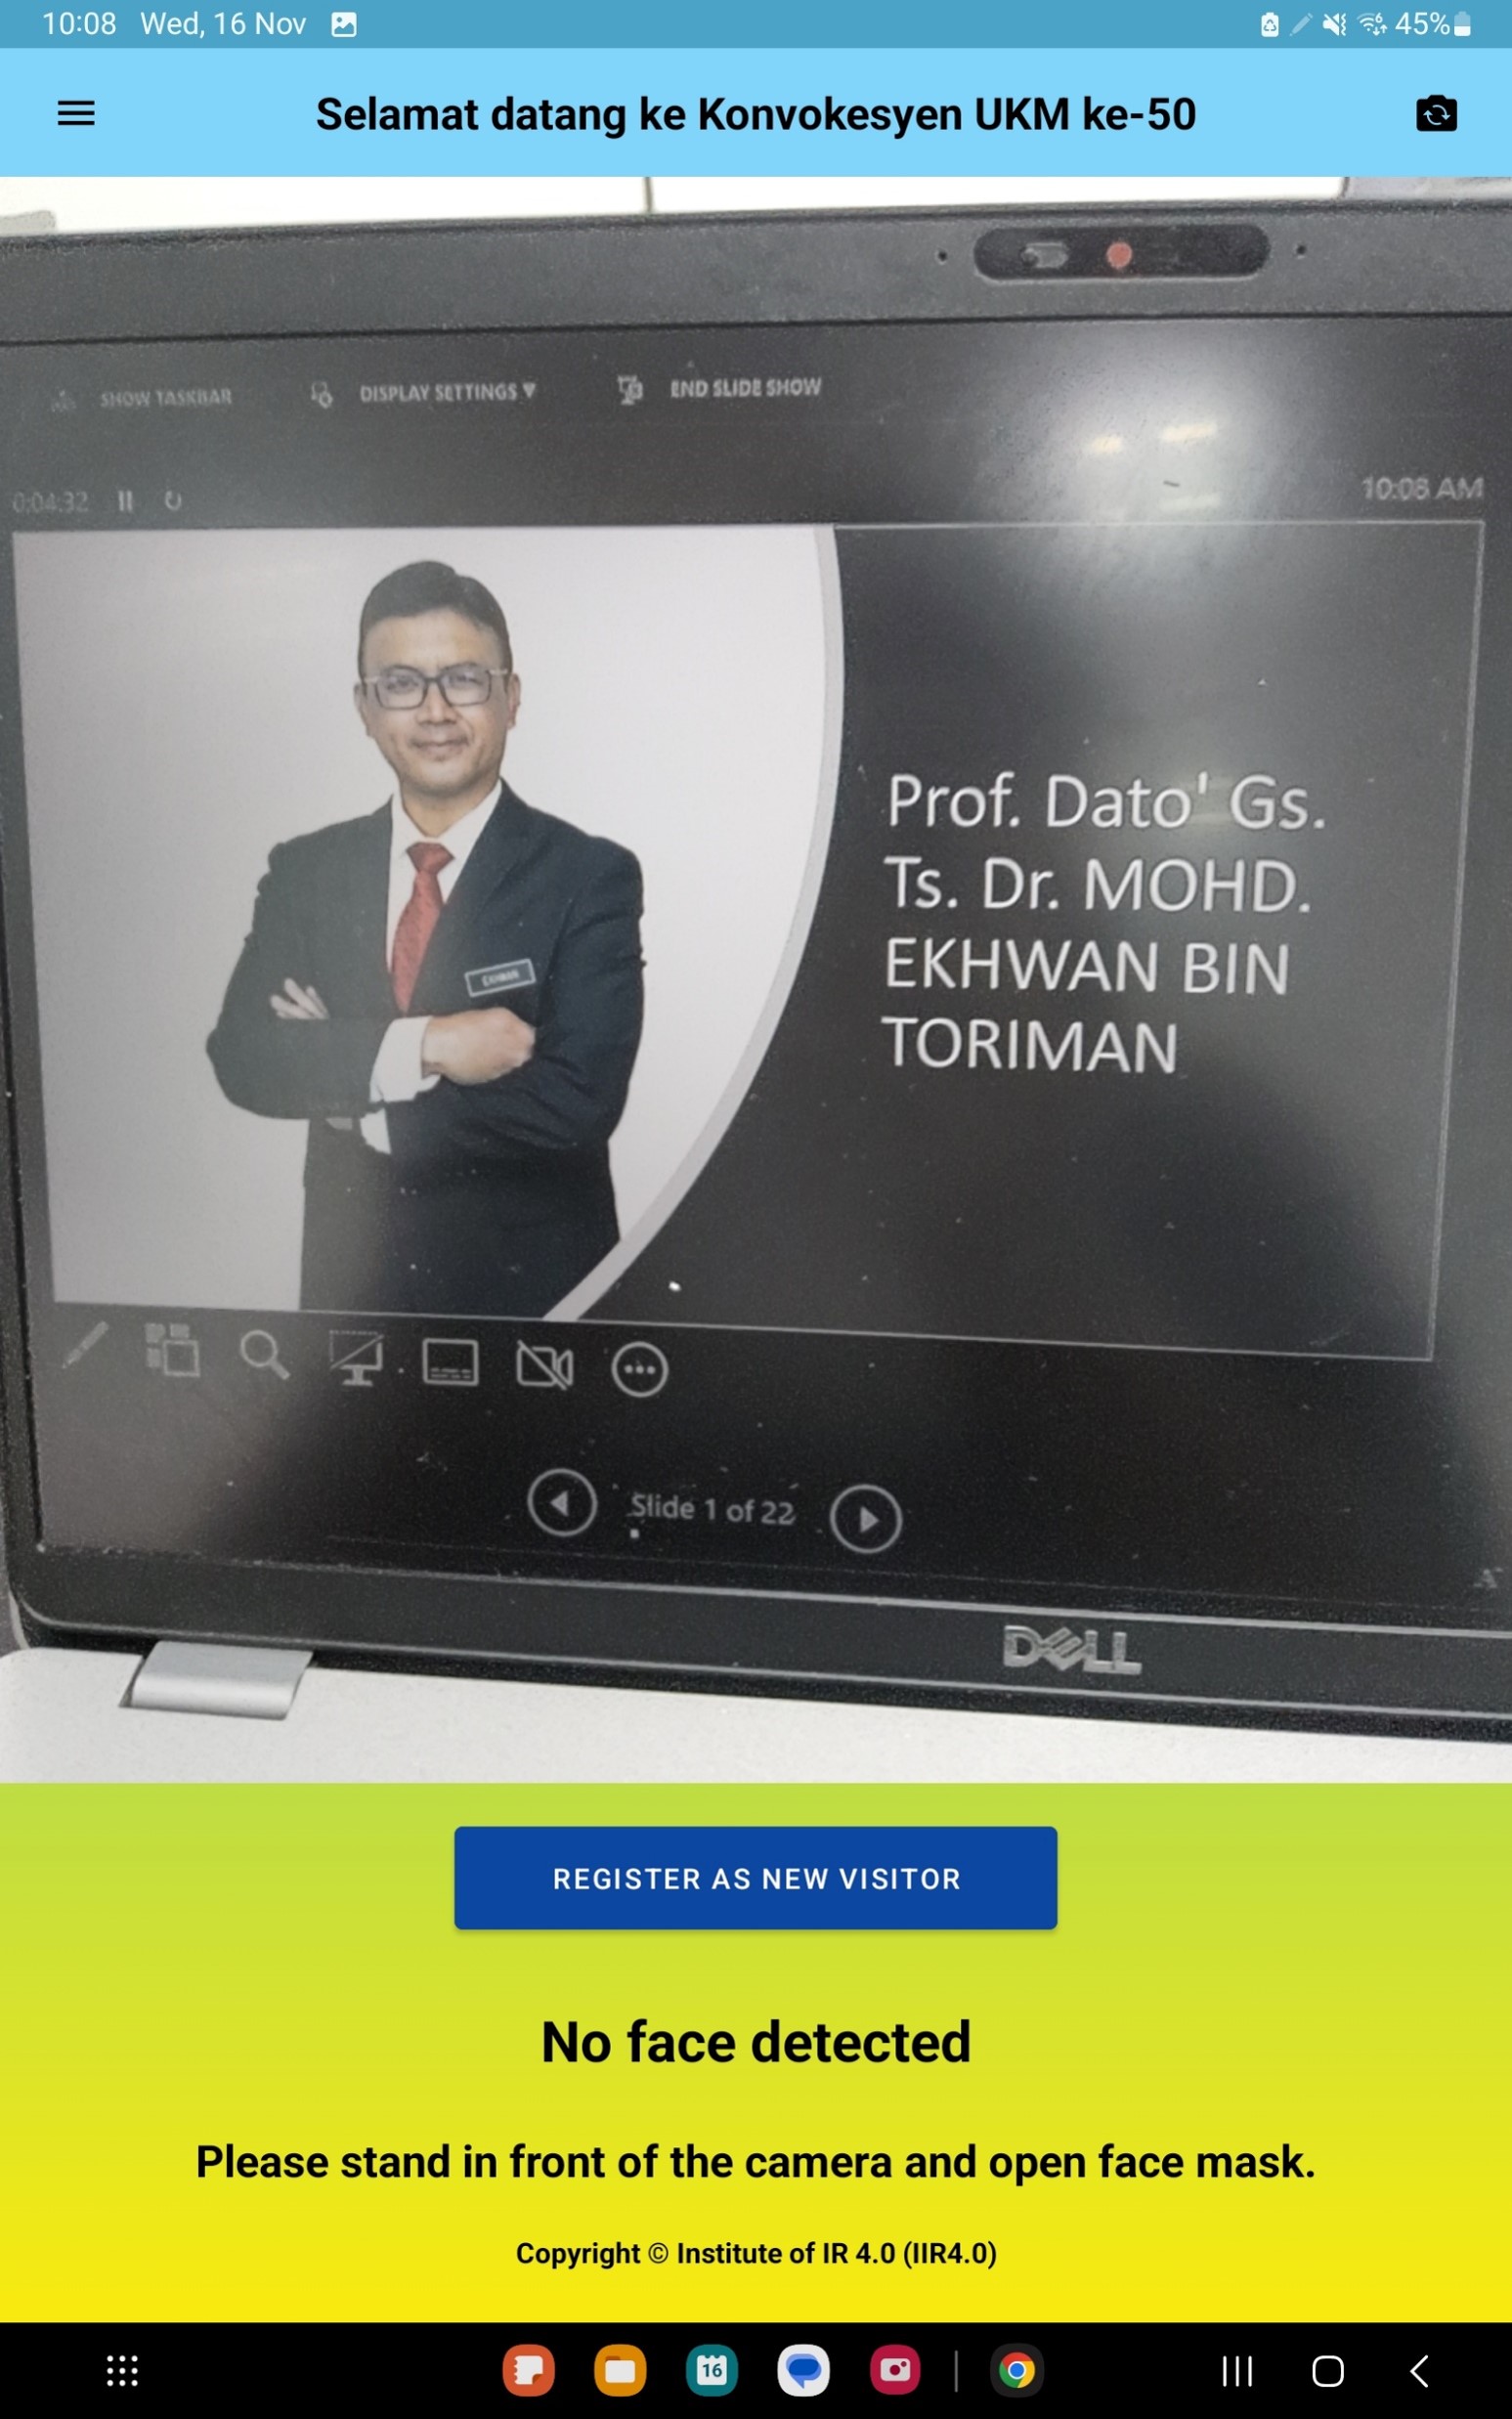 10:08 Wed, 16 Nov
45%
Selamat datang ke Konvokesyen UKM ke-50
SHOW TASKBAR DISPLAY SETTINGS END SLIDE SHOW
0:04:32
10:08 AM
Prof. Dato' Gs.
Ts. Dr. MOHD.
EKHWAN BIN
TORIMAN
EKHWAN
Slide 1 of 22
DELL
REGISTER AS NEW VISITOR
No face detected
Please stand in front of the camera and open face mask.
Copyright © Institute of IR 4.0 (IIR4.0)
16